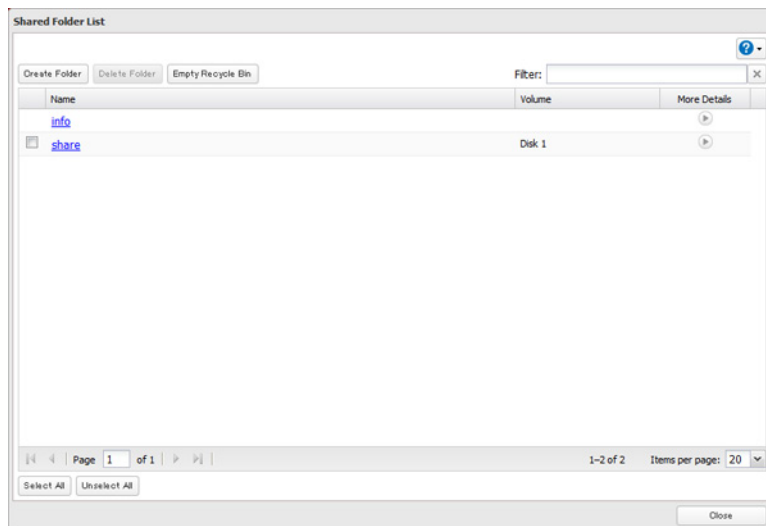 Shared Folder List
?
Create Folder Delete Folder Empty Recycle Bin Filter:
Name Volume More Details
info
share Disk 1
Page 1 of 1 1-2 of 2 Items per page: 20
Select All Unselect All
Close